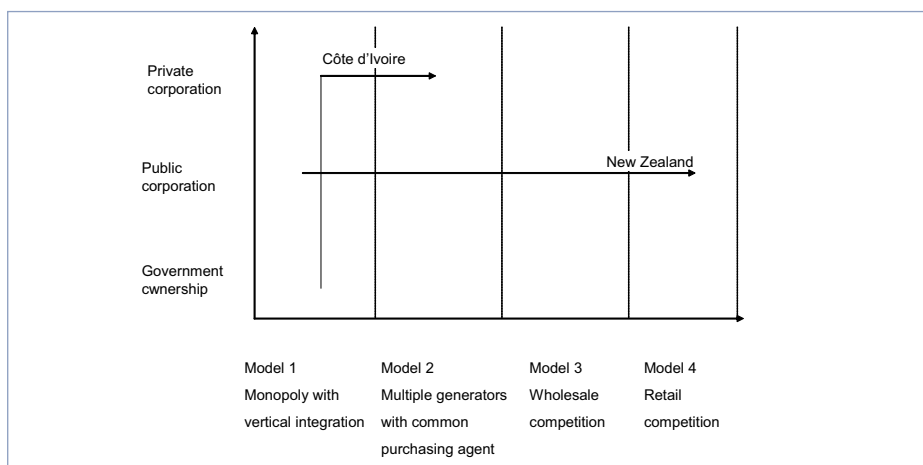 Côte d'Ivoire
Private
corporation
New Zealand
Public
corporation
Government
cwnership
Model 1
Monopoly with
vertical integration
Model 2
Multiple generators
with common
purchasing agent
Model 3
Wholesale
competition
Model 4
Retail
competition